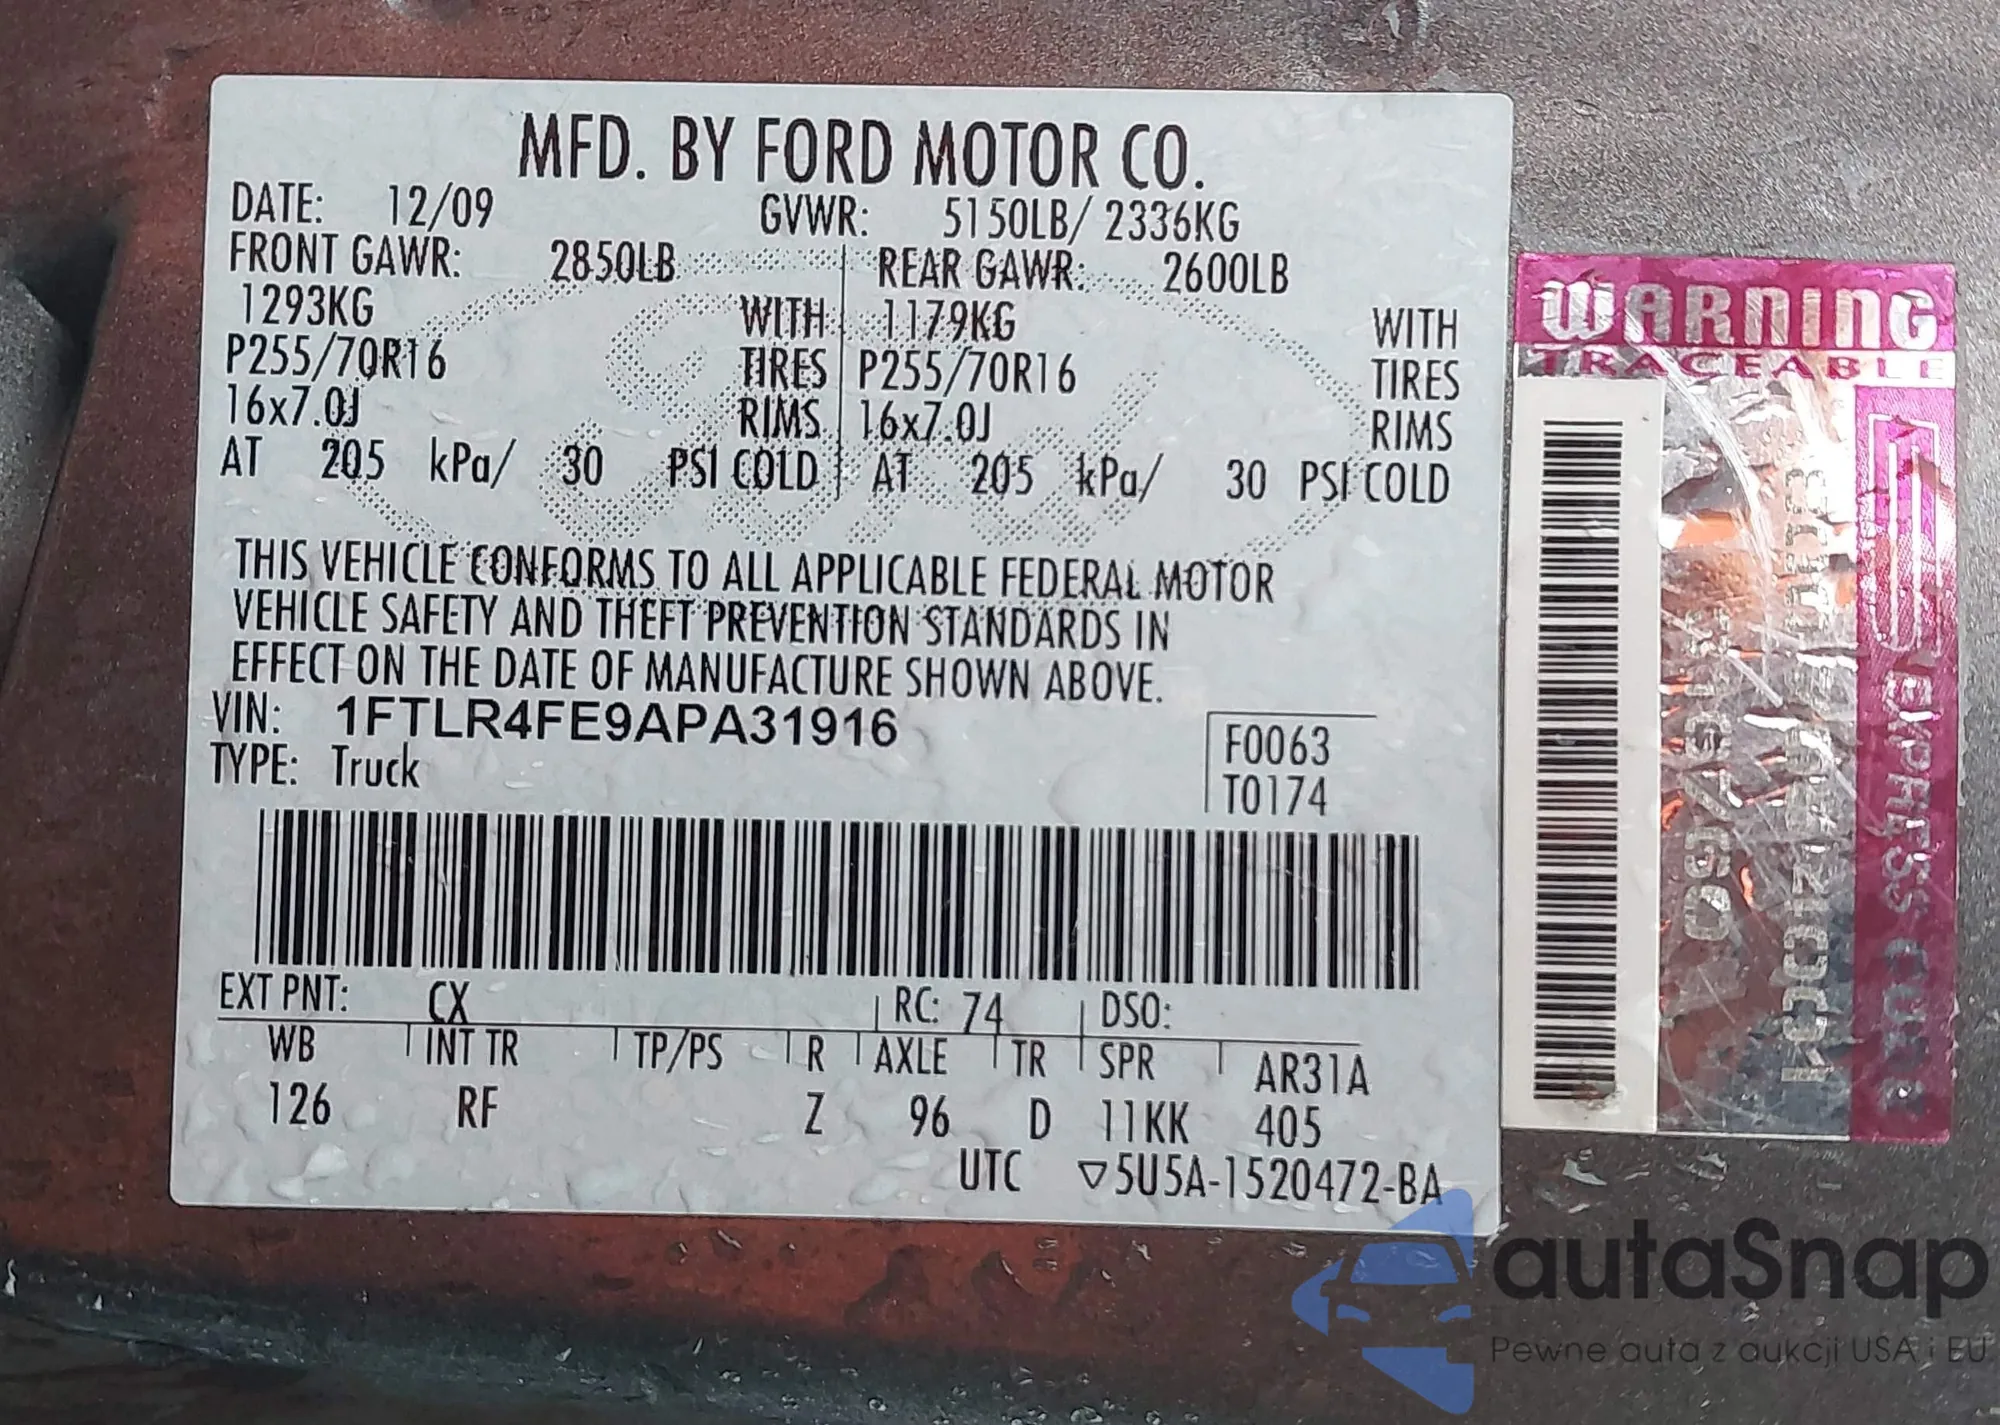 MFD. BY FORD MOTOR CO.
DATE: 12/09 GVWR: 5150LB/ 2336KG
FRONT GAWR: 2850LB REAR GAWR: 2600LB
1293KG WITH 1179KG WITH
P255/70R16 TIRES P255/70R16 TIRES
16x7.0J RIMS 16x7.0J RIMS
AT 205 kPa/ 30 PSI COLD AT 205 kPa/ 30 PSI COLD
THIS VEHICLE CONFORMS TO ALL APPLICABLE FEDERAL MOTOR
VEHICLE SAFETY AND THEFT PREVENTION STANDARDS IN
EFFECT ON THE DATE OF MANUFACTURE SHOWN ABOVE.
VIN: 1FTLR4FE9APA31916
TYPE: Truck
F0063
T0174
EXT PNT: CX RC: 74 DSO:
WB INT TR TP/PS R AXLE TR SPR AR31A
126 RF Z 96 D 11KK 405
UTC ▽5U5A-1520472-BA
WARNING
TRACEABLE
EXPRESS CODE
autaSnap
Pewne auta z aukcji USA i EU